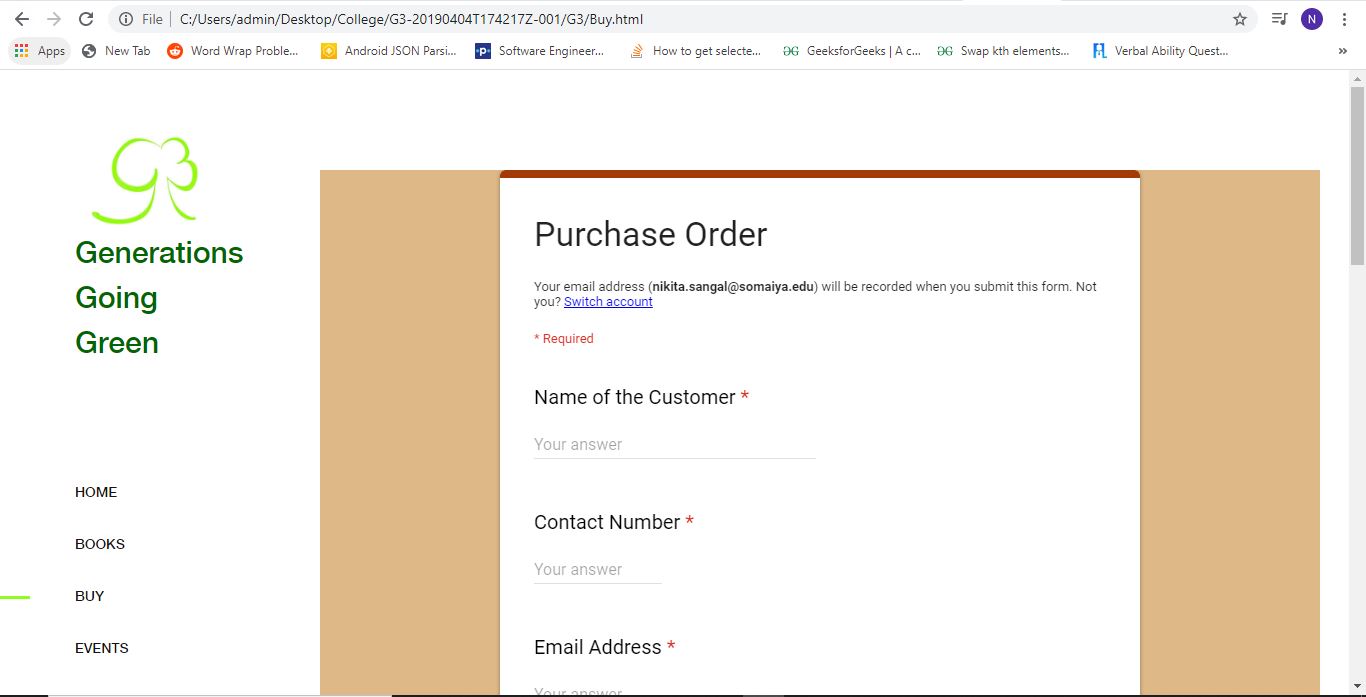 File
C:/Users/admin/Desktop/College/G3-20190404T174217Z-001/G3/Buy.html
N
Apps
New Tab
Word Wrap Proble...
Android JSON Parsi...
Software Engineer...
How to get selecte...
GeeksforGeeks | A c...
Swap kth elements...
Verbal Ability Quest...
»
g3
Generations
Going
Green
HOME
BOOKS
BUY
EVENTS
Purchase Order
Your email address (nikita.sangal@somaiya.edu) will be recorded when you submit this form. Not
you? Switch account
* Required
Name of the Customer *
Your answer
Contact Number *
Your answer
Email Address *
Your answer